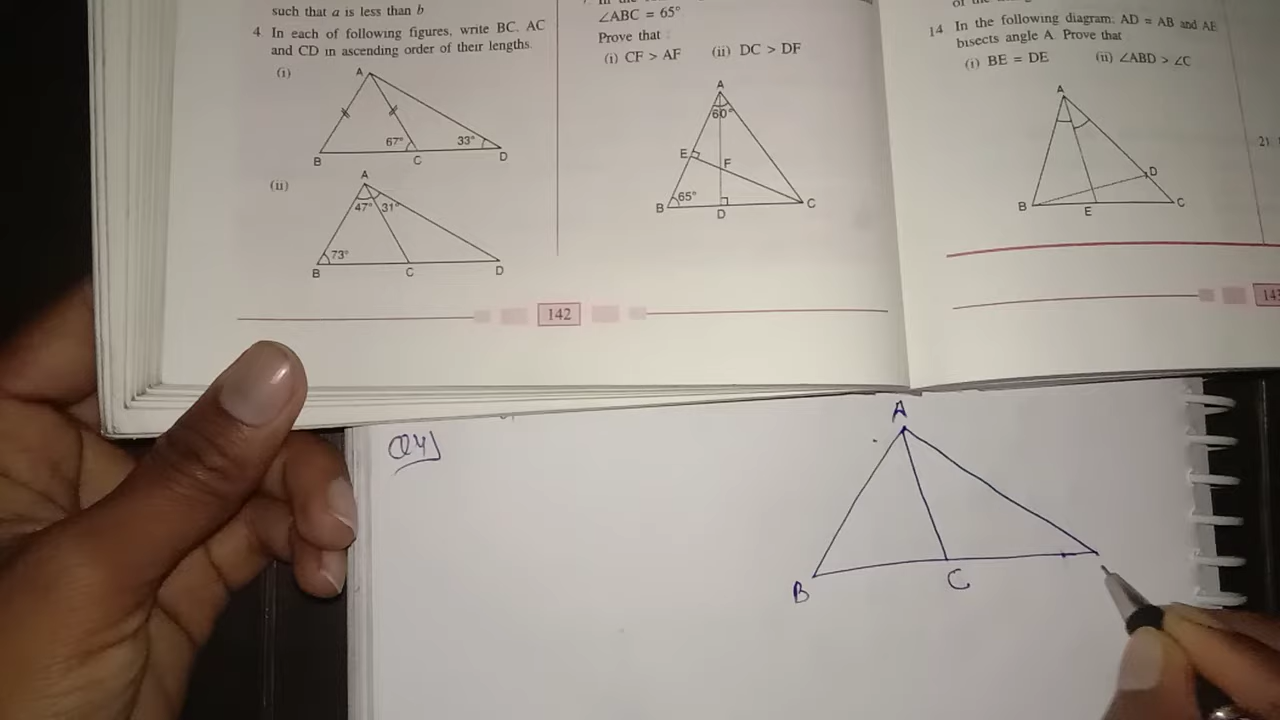 such that a is less than b
4. In each of following figures, write BC, AC
and CD in ascending order of their lengths.
(i)
A
67°
33°
B
C
D
(ii)
A
47° 31°
73°
B
C
D
∠ABC = 65°
Prove that :
(i) CF > AF (ii) DC > DF
A
60°
E
F
65°
B
D
C
142
14. In the following diagram; AD = AB and AE
bisects angle A. Prove that
(i) BE = DE (ii) ∠ABD > ∠C
A
D
B
E
C
21
Q4)
A
B
C